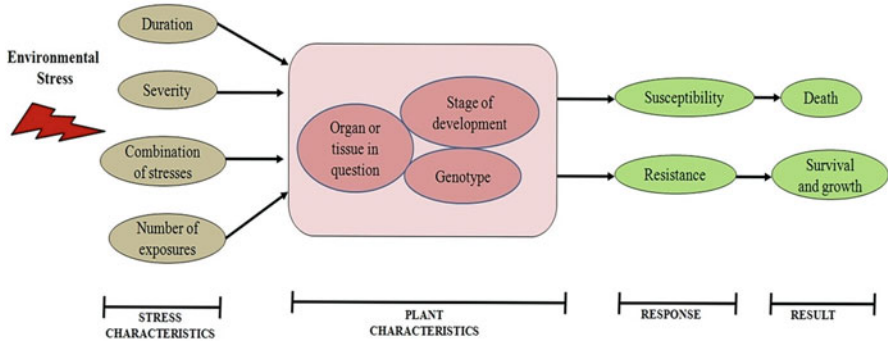 Environmental
Stress
Duration
Severity
Combination
of stresses
Number of
exposures
Organ or
tissue in
question
Stage of
development
Genotype
Susceptibility
Death
Resistance
Survival
and growth
STRESS
CHARACTERISTICS
PLANT
CHARACTERISTICS
RESPONSE
RESULT